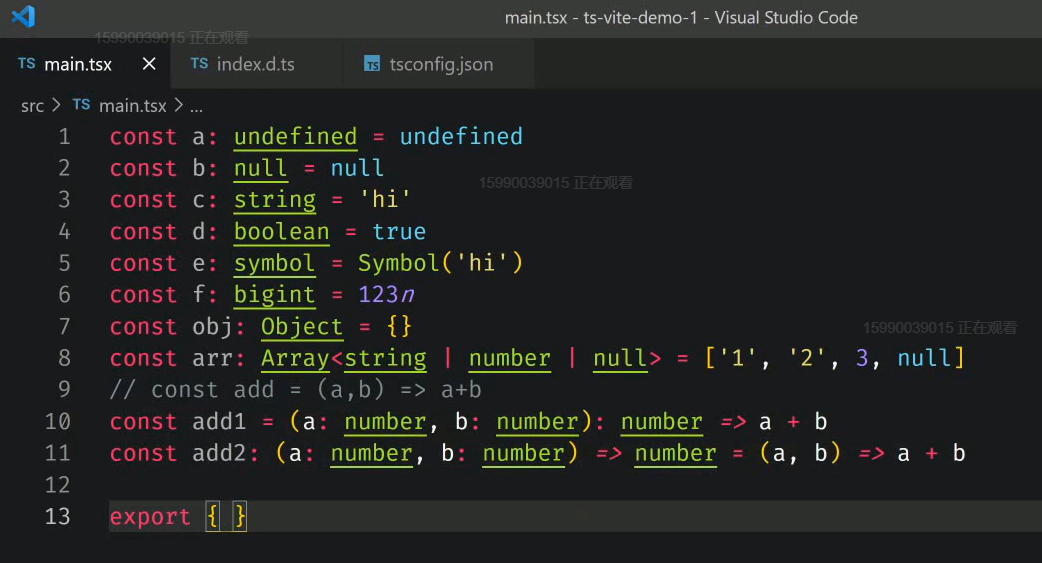 main.tsx - ts-vite-demo-1 - Visual Studio Code
15990039015 正在观看
TS main.tsx × TS index.d.ts TS tsconfig.json
src > TS main.tsx > ...
1 const a: undefined = undefined
2 const b: null = null
15990039015 正在观看
3 const c: string = 'hi'
4 const d: boolean = true
5 const e: symbol = Symbol('hi')
6 const f: bigint = 123n
7 const obj: Object = {}
15990039015 正在观看
8 const arr: Array<string | number | null> = ['1', '2', 3, null]
9 // const add = (a,b) => a+b
10 const add1 = (a: number, b: number): number => a + b
11 const add2: (a: number, b: number) => number = (a, b) => a + b
12
13 export { }